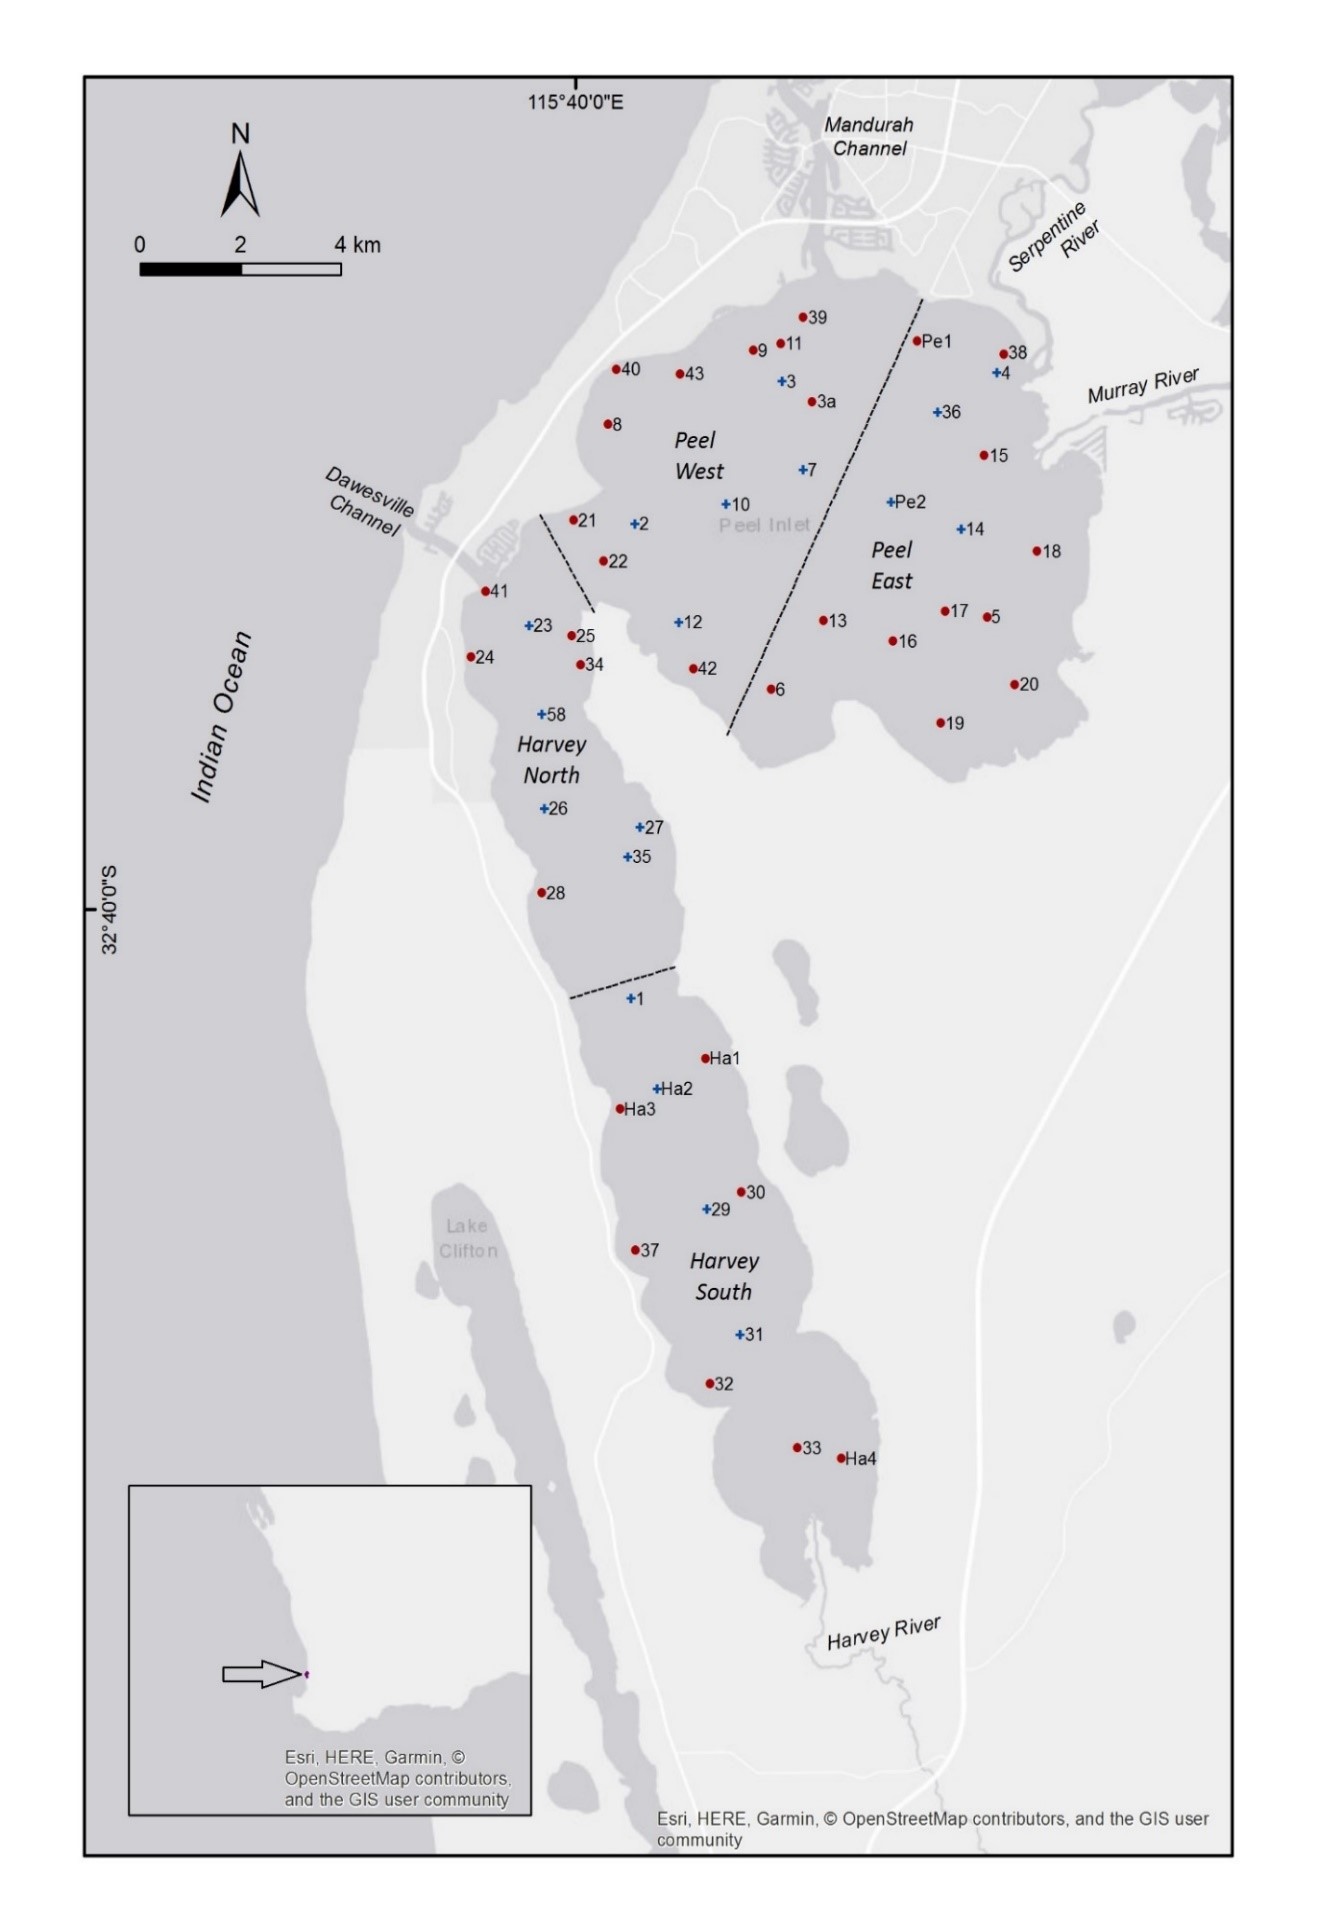 115°40'0"E
Mandurah
Channel
N
0 2 4 km
Serpentine
River
39
Pe1
11
9
38
40
43
4
3
Murray River
3a
36
8
Peel
West
15
7
Dawesville
Channel
10
Pe2
21
2
Peel Inlet
14
Peel
East
18
22
41
17
5
23
12
13
25
16
24
34
42
6
20
Indian Ocean
58
19
Harvey
North
26
27
35
28
32°40'0"S
1
Ha1
Ha2
Ha3
30
29
Lake
Clifton
37
Harvey
South
31
32
33
Ha4
Harvey River
Esri, HERE, Garmin, ©
OpenStreetMap contributors,
and the GIS user community
Esri, HERE, Garmin, © OpenStreetMap contributors, and the GIS user
community